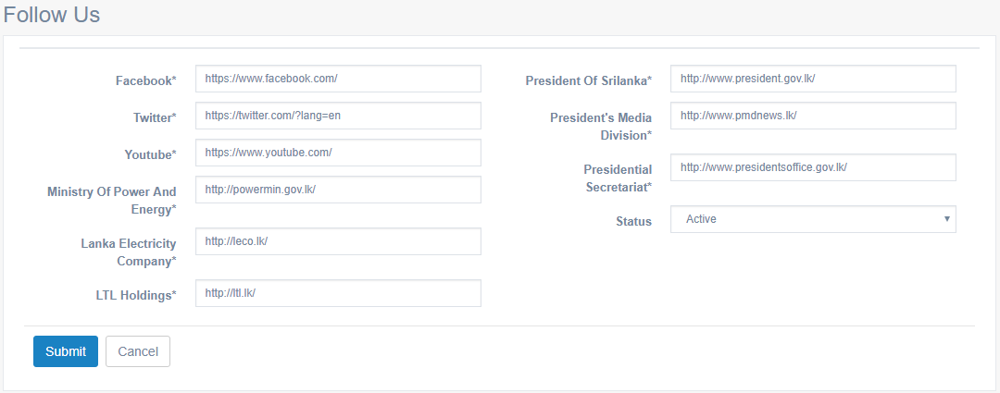 Follow Us
Facebook*
https://www.facebook.com/
Twitter*
https://twitter.com/?lang=en
Youtube*
https://www.youtube.com/
Ministry Of Power And
Energy*
http://powermin.gov.lk/
Lanka Electricity
Company*
http://leco.lk/
LTL Holdings*
http://ltl.lk/
President Of Srilanka*
http://www.president.gov.lk/
President's Media
Division*
http://www.pmdnews.lk/
Presidential
Secretariat*
http://www.presidentsoffice.gov.lk/
Status
Active
Submit
Cancel